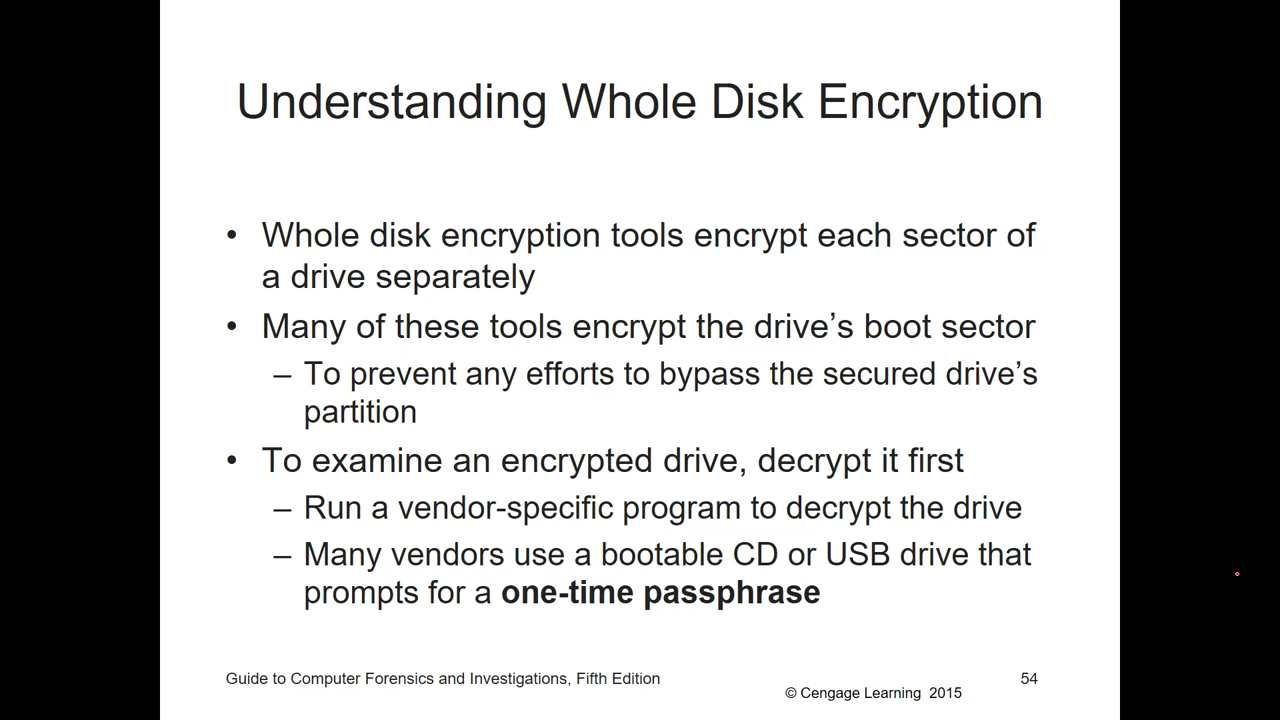 Understanding Whole Disk Encryption
• Whole disk encryption tools encrypt each sector of
a drive separately
• Many of these tools encrypt the drive’s boot sector
– To prevent any efforts to bypass the secured drive’s
partition
• To examine an encrypted drive, decrypt it first
– Run a vendor-specific program to decrypt the drive
– Many vendors use a bootable CD or USB drive that
prompts for a one-time passphrase
Guide to Computer Forensics and Investigations, Fifth Edition
© Cengage Learning 2015
54